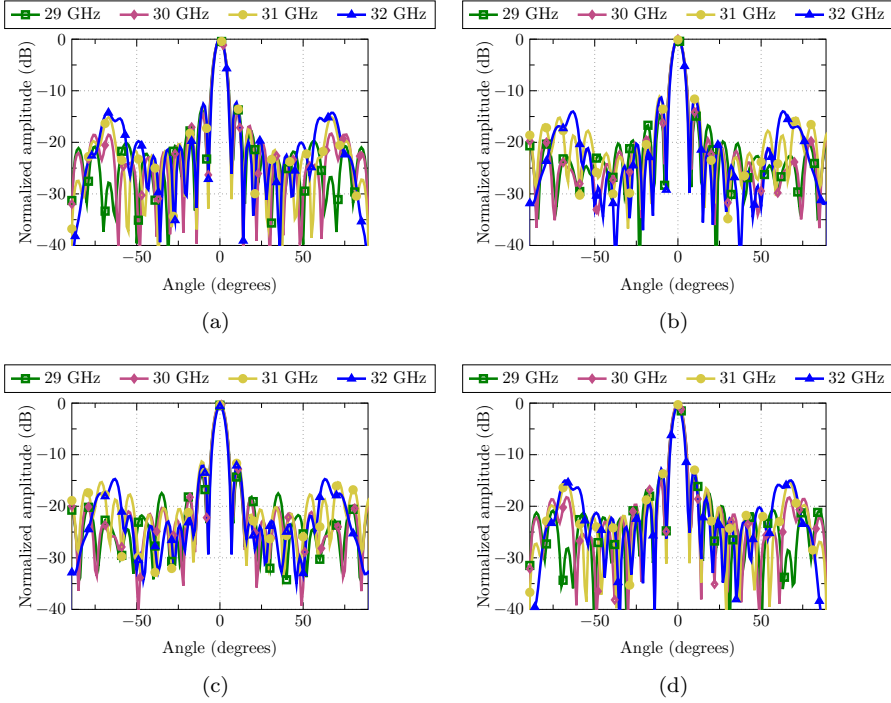 29 GHz 30 GHz 31 GHz 32 GHz
0
−10
−20
−30
−40
−50 0 50
Normalized amplitude (dB)
Angle (degrees)
(a)
29 GHz 30 GHz 31 GHz 32 GHz
0
−10
−20
−30
−40
−50 0 50
Normalized amplitude (dB)
Angle (degrees)
(b)
29 GHz 30 GHz 31 GHz 32 GHz
0
−10
−20
−30
−40
−50 0 50
Normalized amplitude (dB)
Angle (degrees)
(c)
29 GHz 30 GHz 31 GHz 32 GHz
0
−10
−20
−30
−40
−50 0 50
Normalized amplitude (dB)
Angle (degrees)
(d)